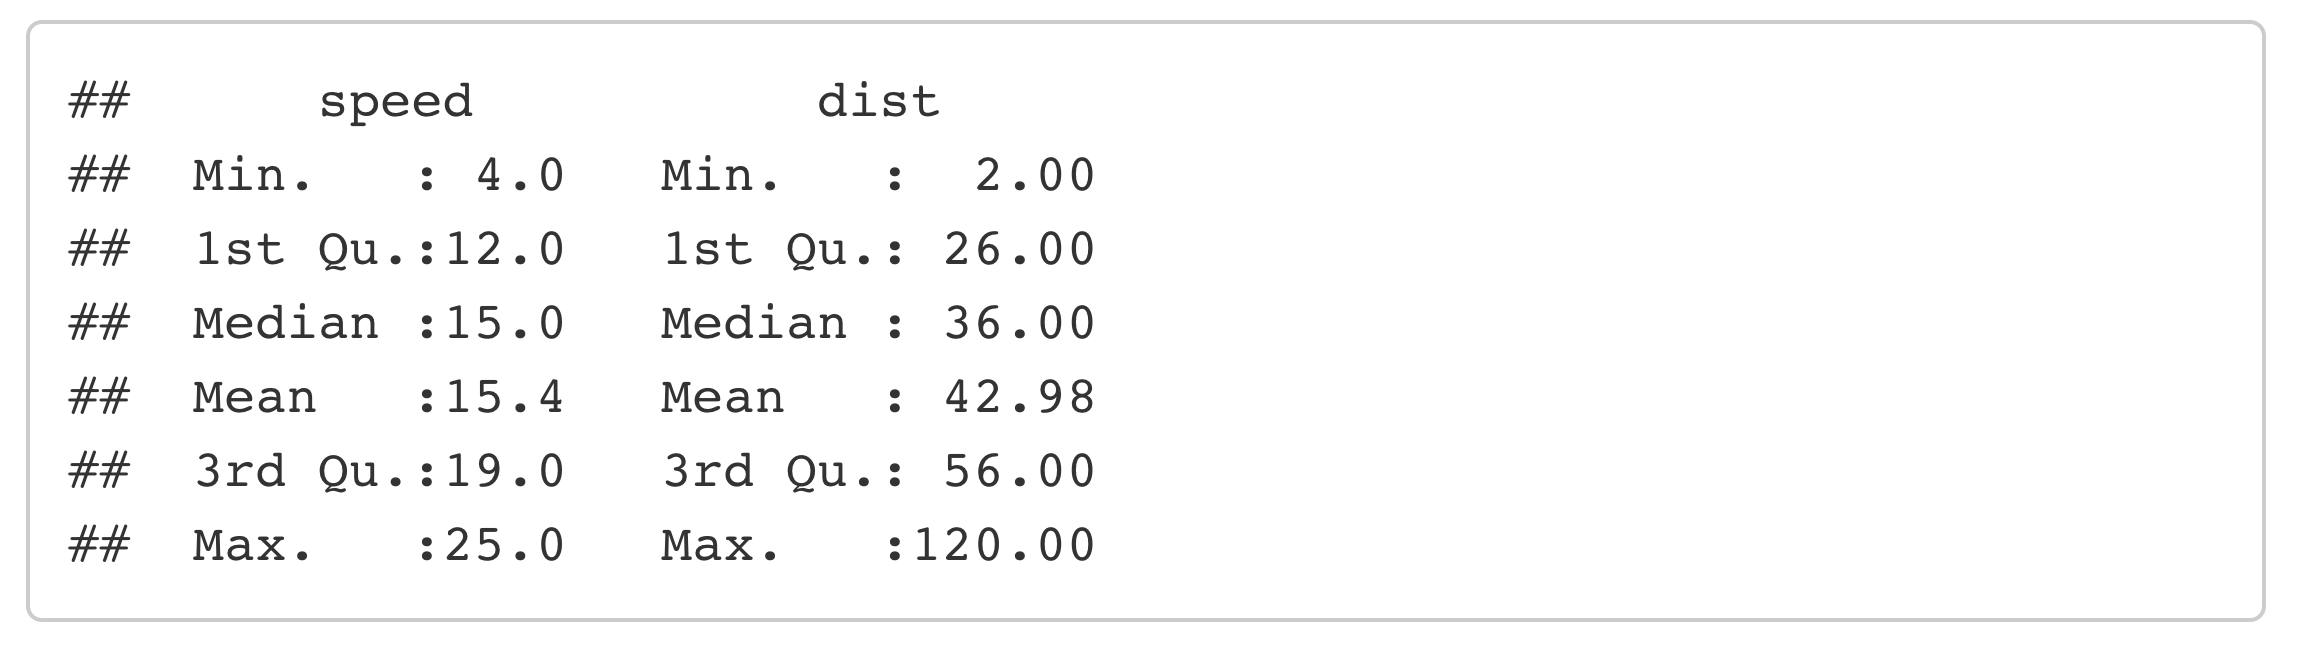 ##      speed           dist
##  Min.   : 4.0   Min.   :  2.00
##  1st Qu.:12.0   1st Qu.: 26.00
##  Median :15.0   Median : 36.00
##  Mean   :15.4   Mean   : 42.98
##  3rd Qu.:19.0   3rd Qu.: 56.00
##  Max.   :25.0   Max.   :120.00